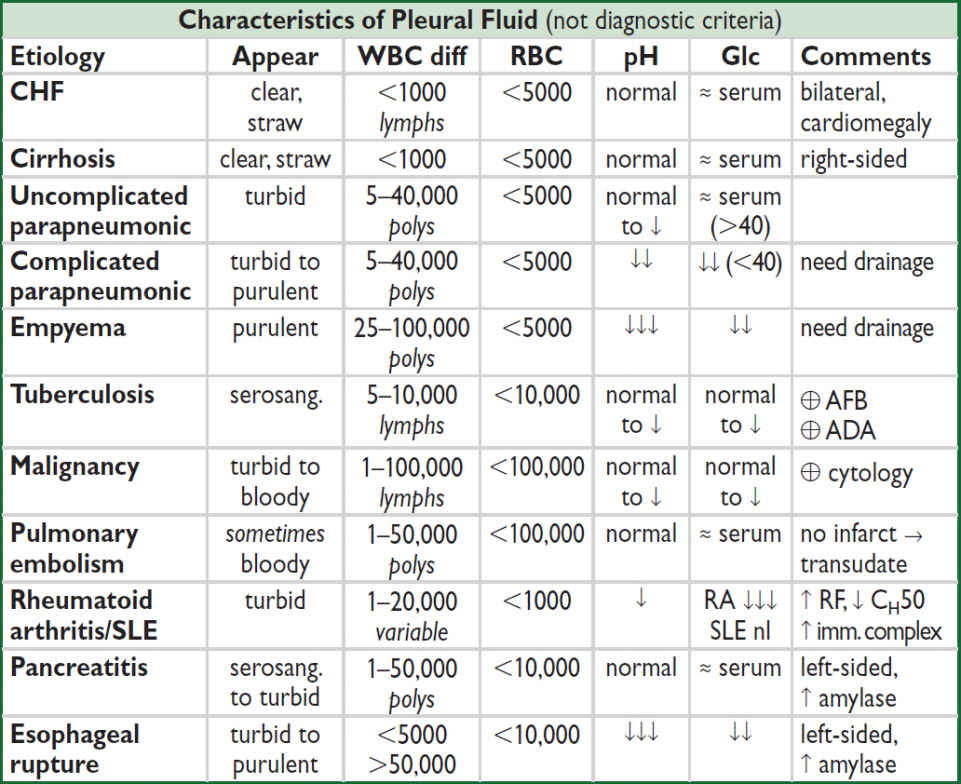 Characteristics of Pleural Fluid (not diagnostic criteria)
Etiology Appear WBC diff RBC pH Glc Comments
CHF clear, <1000 <5000 normal ≈ serum bilateral,
straw lymphs cardiomegaly
Cirrhosis clear, straw <1000 <5000 normal ≈ serum right-sided
Uncomplicated turbid 5–40,000 <5000 normal ≈ serum
parapneumonic polys to ↓ (>40)
Complicated turbid to 5–40,000 <5000 ↓↓ ↓↓ (<40) need drainage
parapneumonic purulent polys
Empyema purulent 25–100,000 <5000 ↓↓↓ ↓↓ need drainage
polys
Tuberculosis serosang. 5–10,000 <10,000 normal normal ⊕ AFB
lymphs to ↓ to ↓ ⊕ ADA
Malignancy turbid to 1–100,000 <100,000 normal normal ⊕ cytology
bloody lymphs to ↓ to ↓
Pulmonary sometimes 1–50,000 <100,000 normal ≈ serum no infarct →
embolism bloody polys transudate
Rheumatoid turbid 1–20,000 <1000 ↓ RA ↓↓↓ ↑ RF, ↓ CH50
arthritis/SLE variable SLE nl ↑ imm. complex
Pancreatitis serosang. 1–50,000 <10,000 normal ≈ serum left-sided,
to turbid polys ↑ amylase
Esophageal turbid to <5000 <10,000 ↓↓↓ ↓↓ left-sided,
rupture purulent >50,000 ↑ amylase